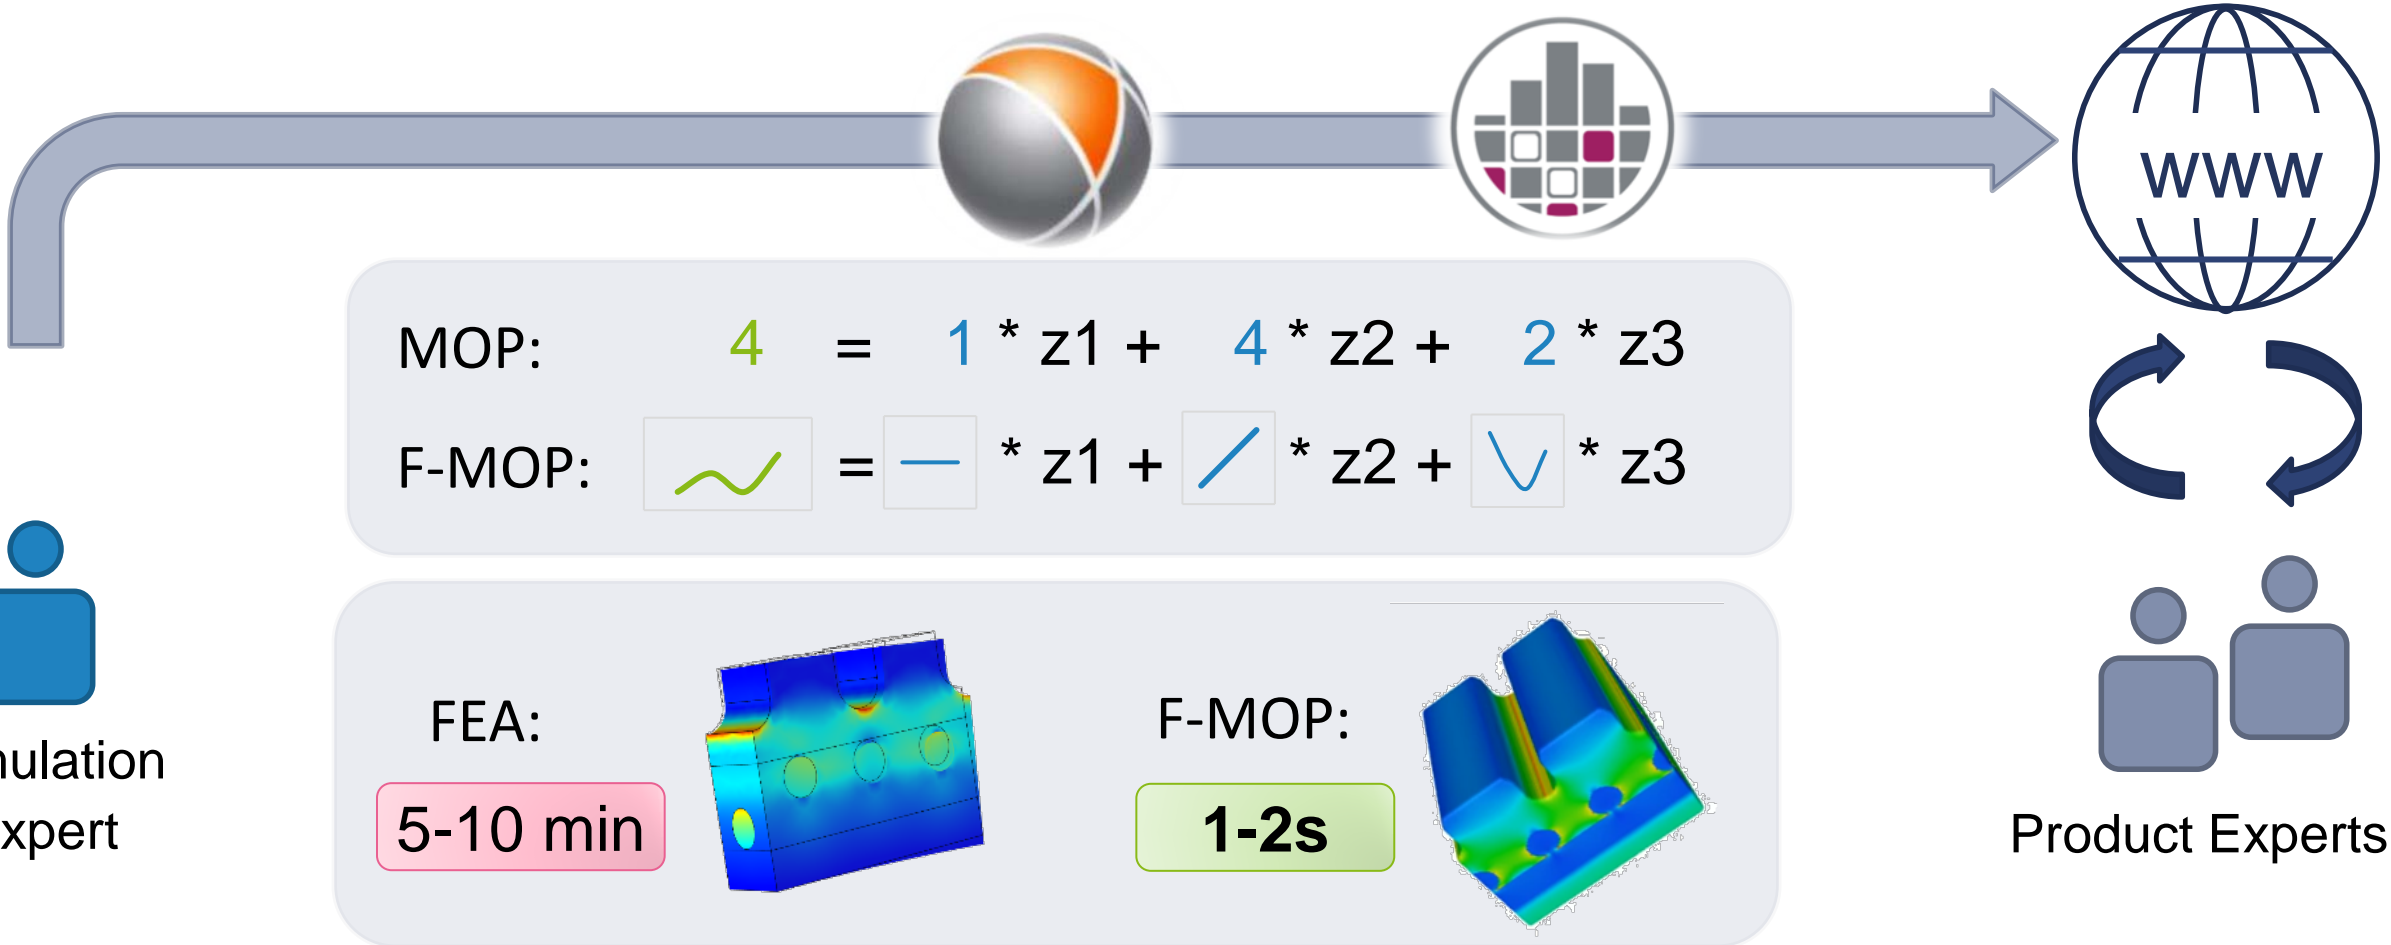 www
MOP: 4 = 1 * z1 + 4 * z2 + 2 * z3
F-MOP: = * z1 + * z2 + * z3
FEA: F-MOP:
5-10 min 1-2s
nulation
xpert
Product Experts